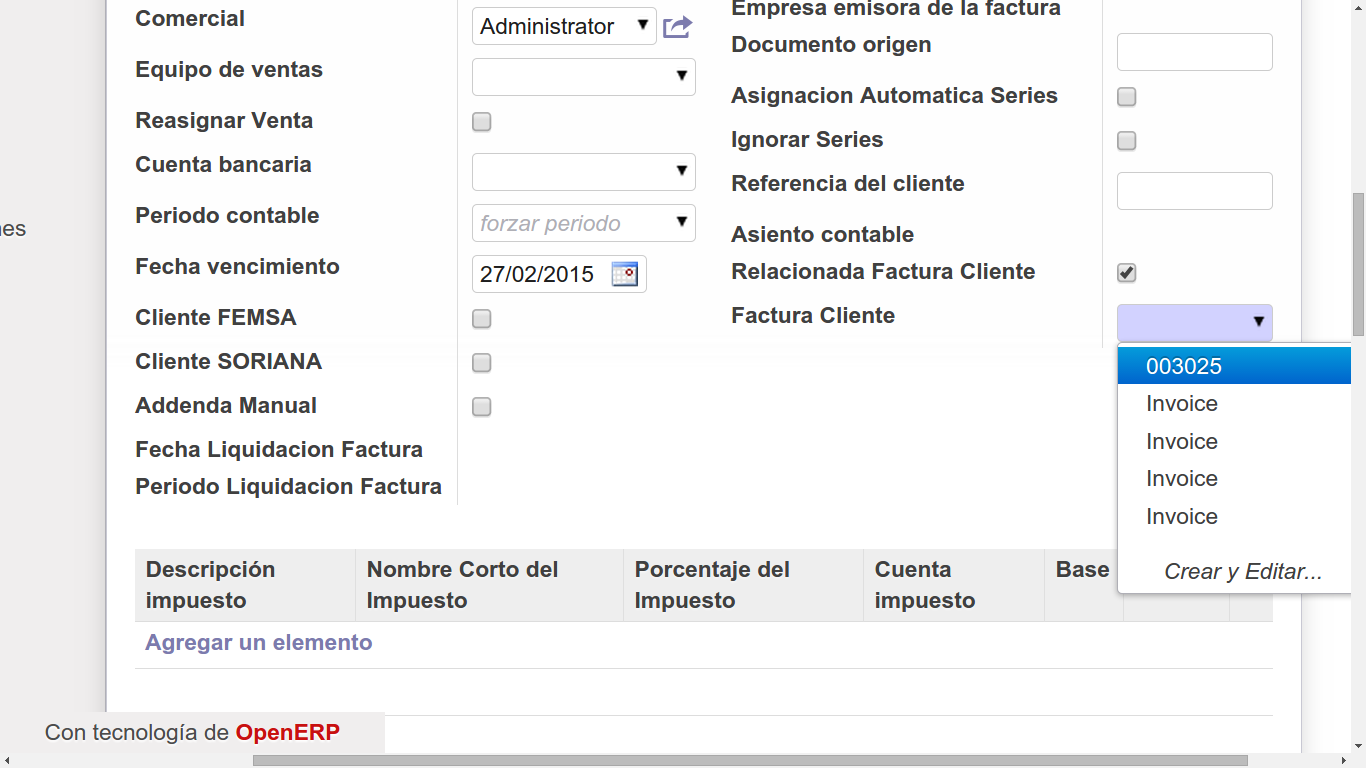 Comercial
Administrator
Equipo de ventas
Reasignar Venta
Cuenta bancaria
Periodo contable
forzar periodo
Fecha vencimiento
27/02/2015
Cliente FEMSA
Cliente SORIANA
Addenda Manual
Fecha Liquidacion Factura
Periodo Liquidacion Factura
Empresa emisora de la factura
Documento origen
Asignacion Automatica Series
Ignorar Series
Referencia del cliente
Asiento contable
Relacionada Factura Cliente
Factura Cliente
003025
Invoice
Invoice
Invoice
Invoice
Crear y Editar...
Descripción
impuesto
Nombre Corto del
Impuesto
Porcentaje del
Impuesto
Cuenta
impuesto
Base
Agregar un elemento
Con tecnología de OpenERP